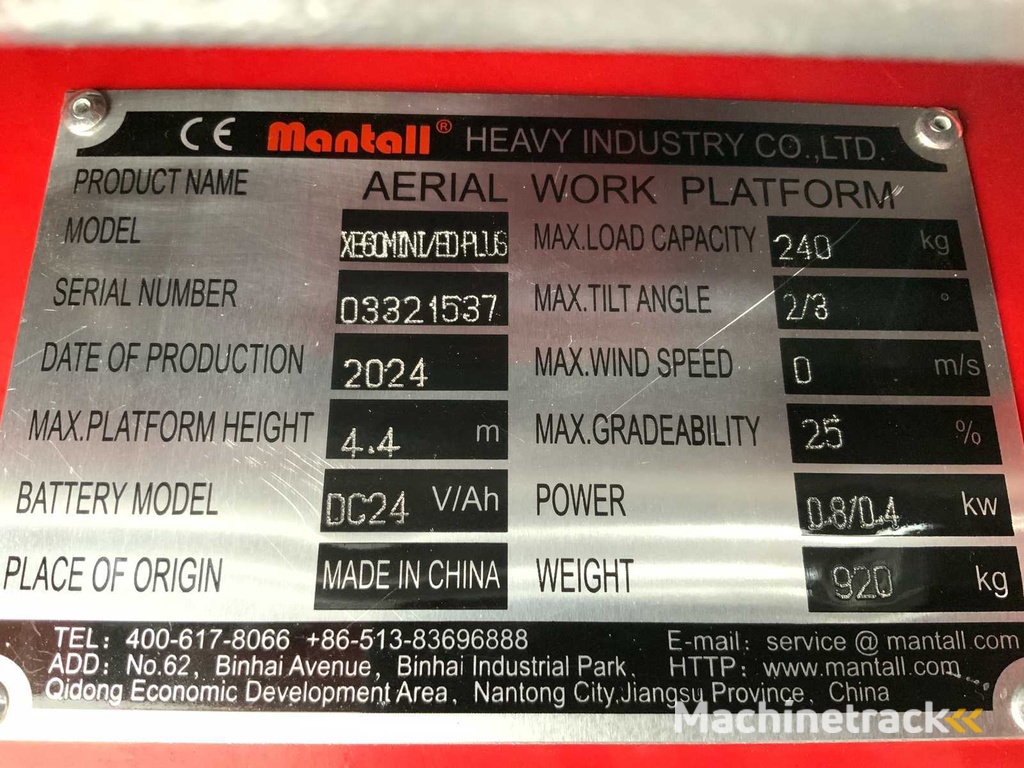 CE Mantall® HEAVY INDUSTRY CO.,LTD.
PRODUCT NAME AERIAL WORK PLATFORM
MODEL XE60MINI/ED PLUS MAX.LOAD CAPACITY 240 kg
SERIAL NUMBER 03321537 MAX.TILT ANGLE 2/3 °
DATE OF PRODUCTION 2024 MAX.WIND SPEED 0 m/s
MAX.PLATFORM HEIGHT 4.4 m MAX.GRADEABILITY 25 %
BATTERY MODEL DC24 V/Ah POWER 0.8/0.4 kw
PLACE OF ORIGIN MADE IN CHINA WEIGHT 920 kg
TEL: 400-617-8066 +86-513-83696888 E-mail: service @ mantall.com
ADD: No.62, Binhai Avenue, Binhai Industrial Park, HTTP: www.mantall.com
Qidong Economic Development Area, Nantong City, Jiangsu Province, China
Machinetrack